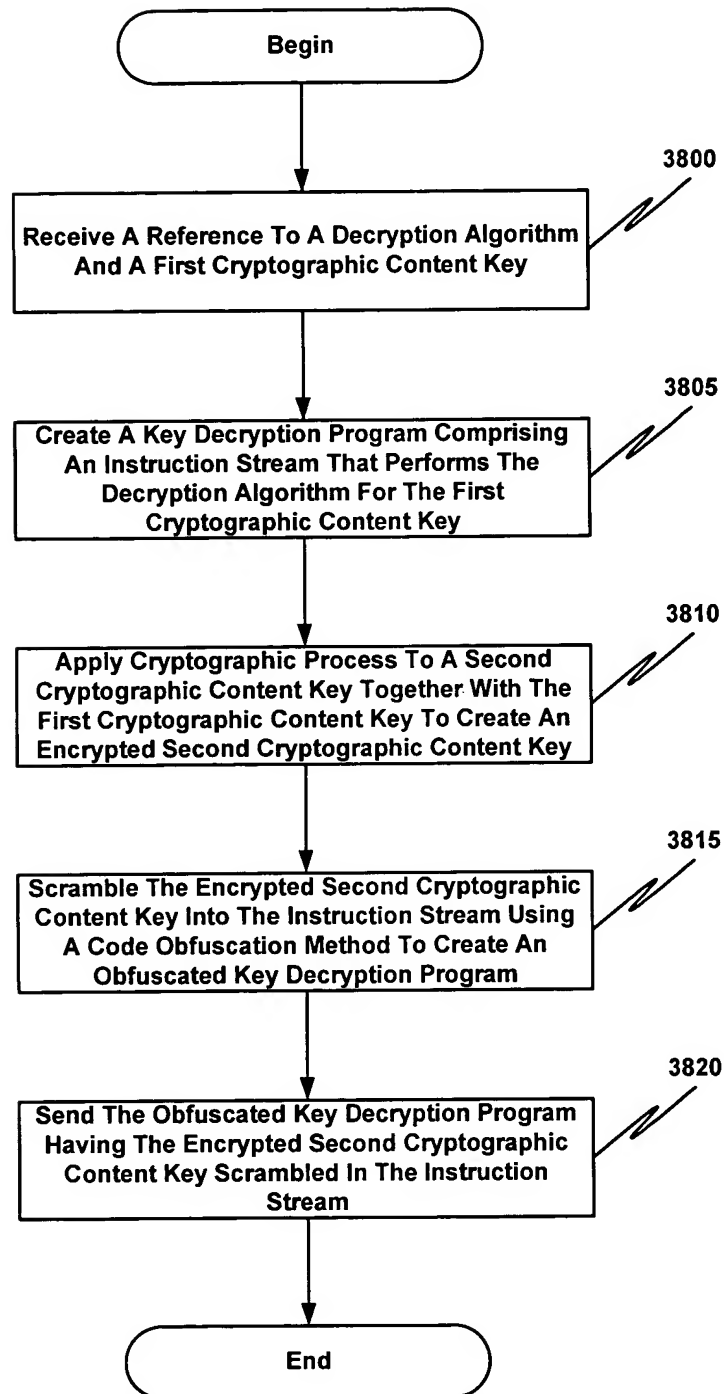 Begin
3800
Receive A Reference To A Decryption Algorithm
And A First Cryptographic Content Key
3805
Create A Key Decryption Program Comprising
An Instruction Stream That Performs The
Decryption Algorithm For The First
Cryptographic Content Key
3810
Apply Cryptographic Process To A Second
Cryptographic Content Key Together With The
First Cryptographic Content Key To Create An
Encrypted Second Cryptographic Content Key
3815
Scramble The Encrypted Second Cryptographic
Content Key Into The Instruction Stream Using
A Code Obfuscation Method To Create An
Obfuscated Key Decryption Program
3820
Send The Obfuscated Key Decryption Program
Having The Encrypted Second Cryptographic
Content Key Scrambled In The Instruction
Stream
End